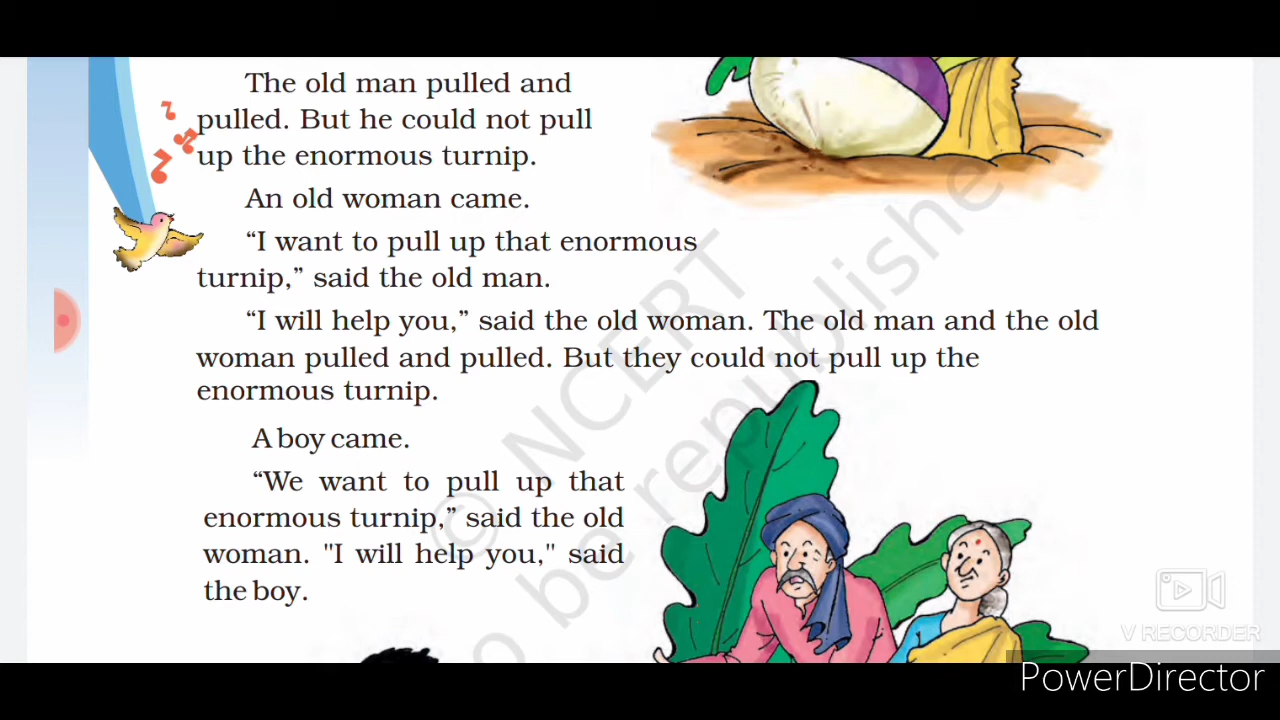 The old man pulled and
pulled. But he could not pull
up the enormous turnip.
An old woman came.
“I want to pull up that enormous
turnip,” said the old man.
“I will help you,” said the old woman. The old man and the old
woman pulled and pulled. But they could not pull up the
enormous turnip.
A boy came.
“We want to pull up that
enormous turnip,” said the old
woman. "I will help you," said
the boy.
© NCERT
o be republished
V RECORDER
PowerDirector